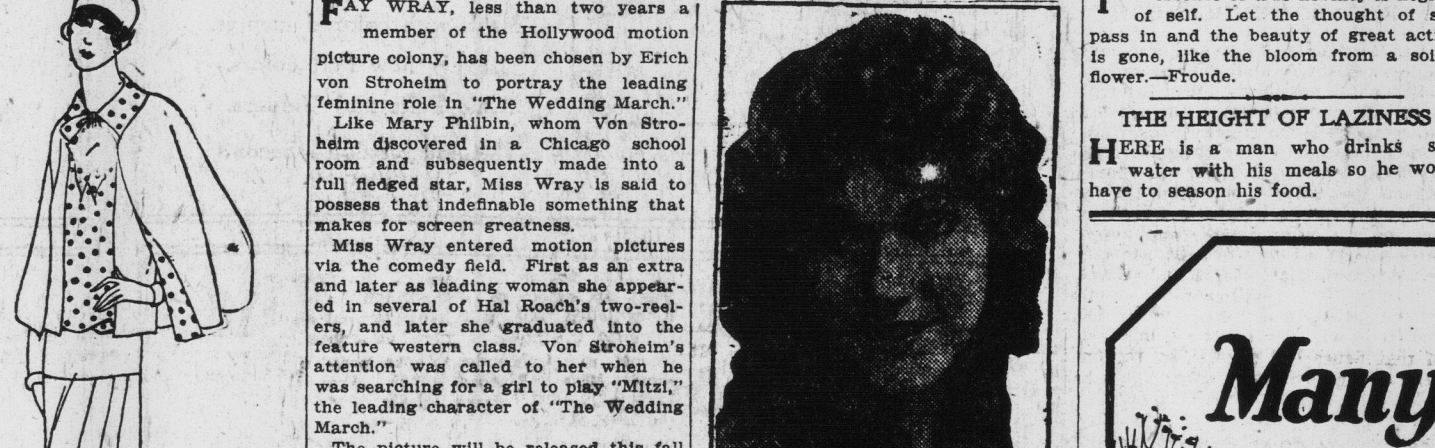 FAY WRAY, less than two years a
member of the Hollywood motion
picture colony, has been chosen by Erich
von Stroheim to portray the leading
feminine role in "The Wedding March."
Like Mary Philbin, whom Von Stro-
heim discovered in a Chicago school
room and subsequently made into a
full fledged star, Miss Wray is said to
possess that indefinable something that
makes for screen greatness.
Miss Wray entered motion pictures
via the comedy field. First as an extra
and later as leading woman she appear-
ed in several of Hal Roach's two-reel-
ers, and later she graduated into the
feature western class. Von Stroheim's
attention was called to her when he
was searching for a girl to play "Mitzi,"
the leading character of "The Wedding
March."
The picture will be released this fall
of self. Let the thought of
pass in and the beauty of great
is gone, like the bloom from a
flower.—Froude.
THE HEIGHT OF LAZINESS
HERE is a man who drinks
water with his meals so he
have to season his food.
Many